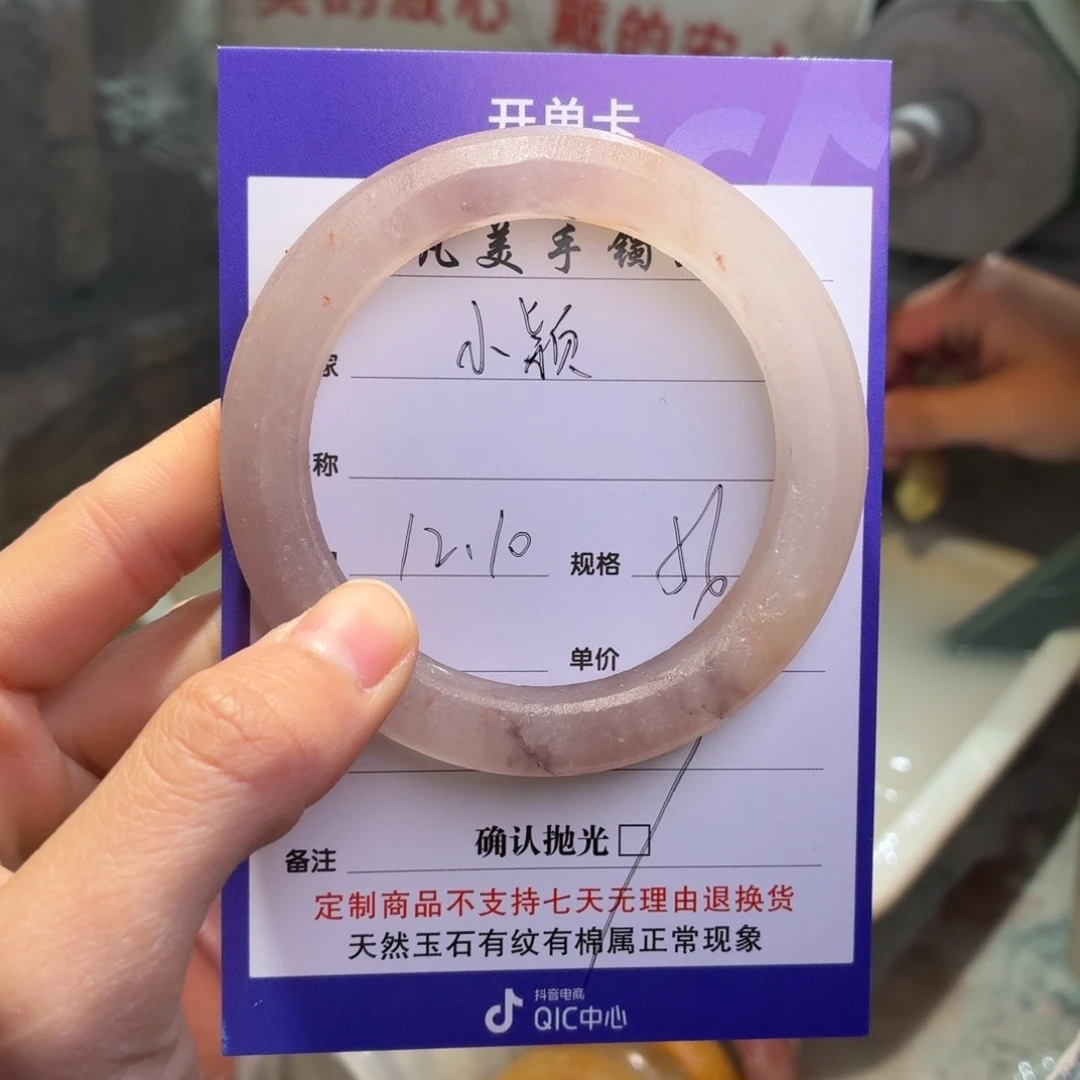 开单卡
美手镯
小颖
称
12.10 规格 56
单价
确认抛光□
备注
定制商品不支持七天无理由退换货
天然玉石有纹有棉属正常现象
抖音电商
QIC中心